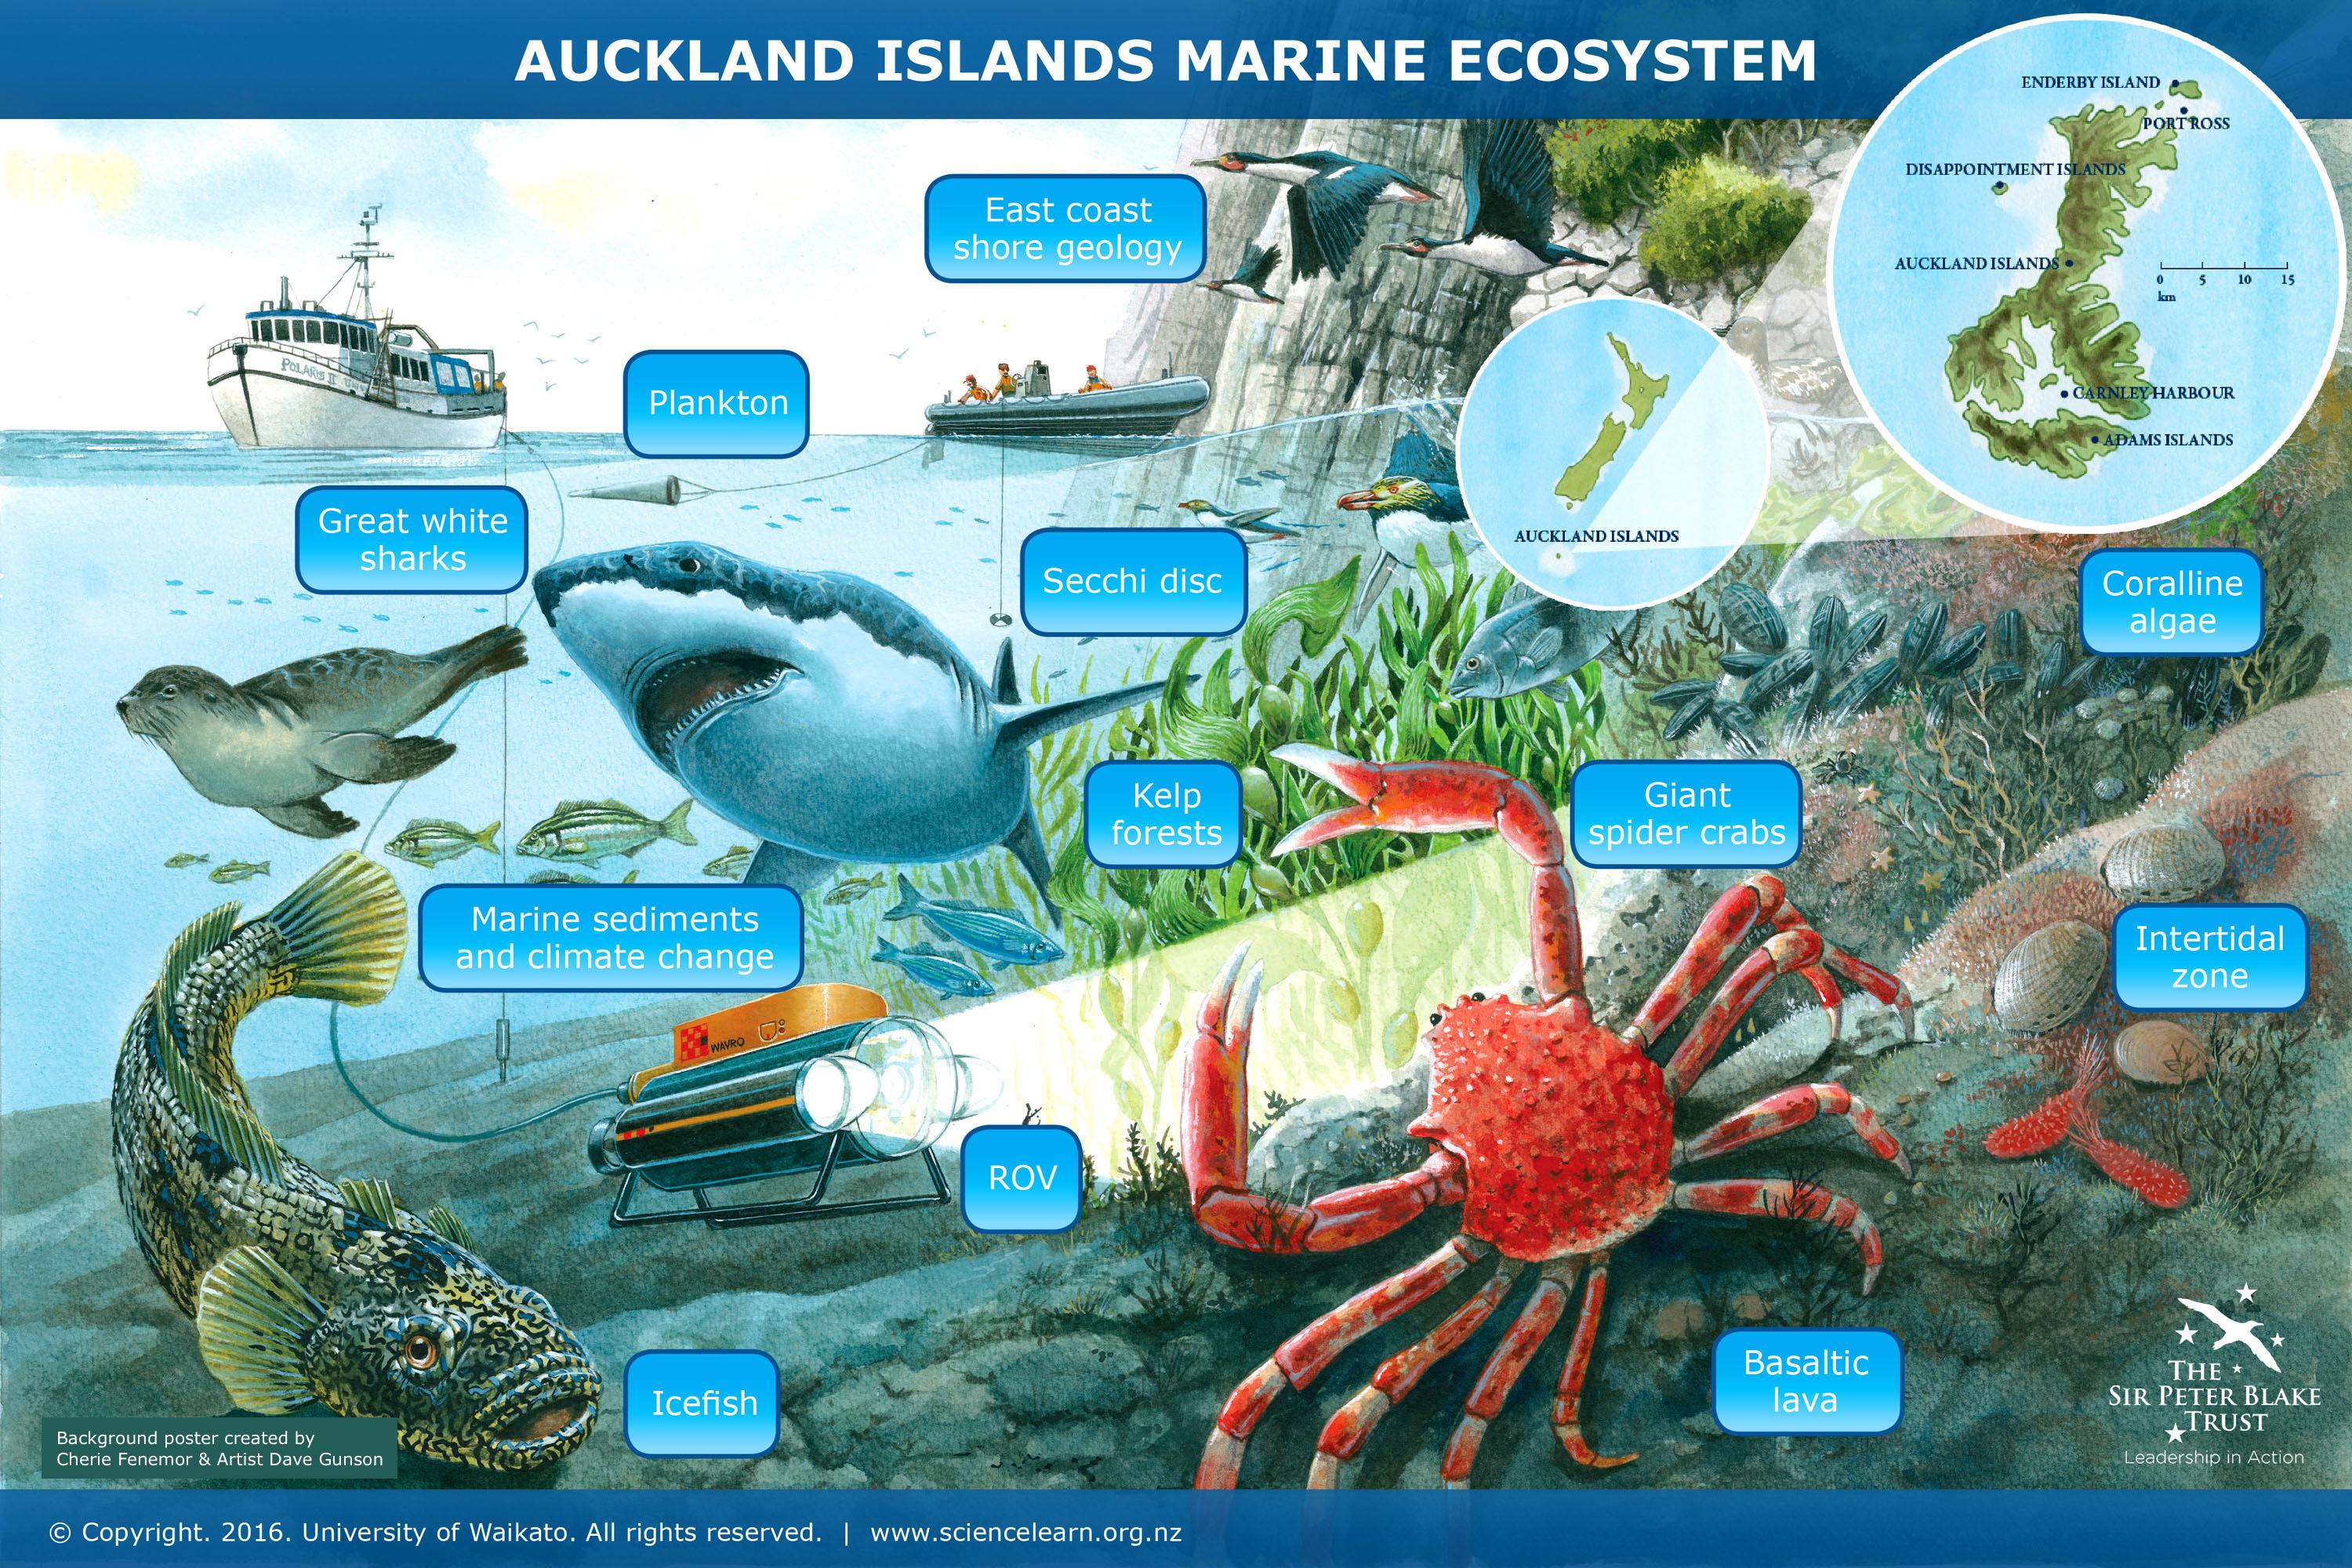 AUCKLAND ISLANDS MARINE ECOSYSTEM
ENDERBY ISLAND
PORT ROSS
DISAPPOINTMENT ISLANDS
AUCKLAND ISLANDS
0 5 10 15
km
CARNLEY HARBOUR
ADAMS ISLANDS
East coast
shore geology
POLARIS II
Plankton
Great white
sharks
Secchi disc
AUCKLAND ISLANDS
Coralline
algae
Kelp
forests
Giant
spider crabs
Marine sediments
and climate change
Intertidal
zone
WAVRO
ROV
Icefish
Basaltic
lava
THE
SIR PETER BLAKE
TRUST
Leadership in Action
Background poster created by
Cherie Fenemor & Artist Dave Gunson
© Copyright. 2016. University of Waikato. All rights reserved. | www.sciencelearn.org.nz